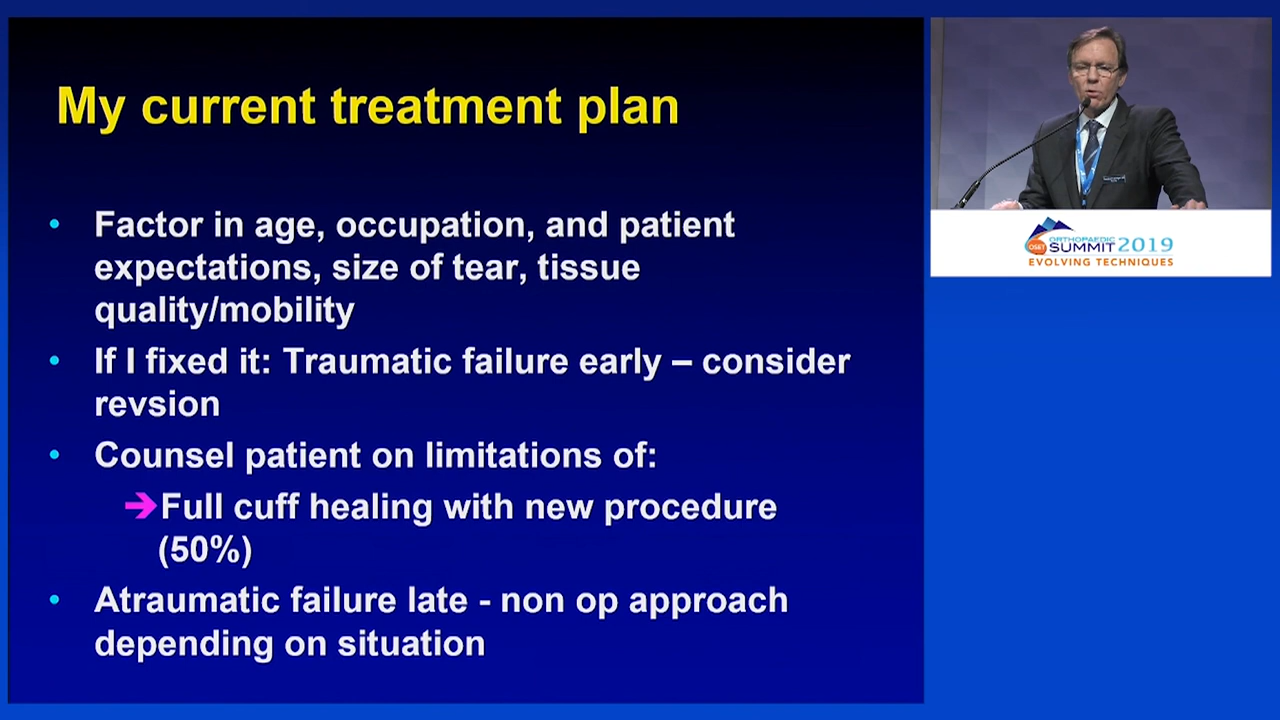 My current treatment plan
• Factor in age, occupation, and patient
expectations, size of tear, tissue
quality/mobility
• If I fixed it: Traumatic failure early – consider
revsion
• Counsel patient on limitations of:
➔Full cuff healing with new procedure
(50%)
• Atraumatic failure late - non op approach
depending on situation
OSET
ORTHOPAEDIC
SUMMIT 2019
EVOLVING TECHNIQUES